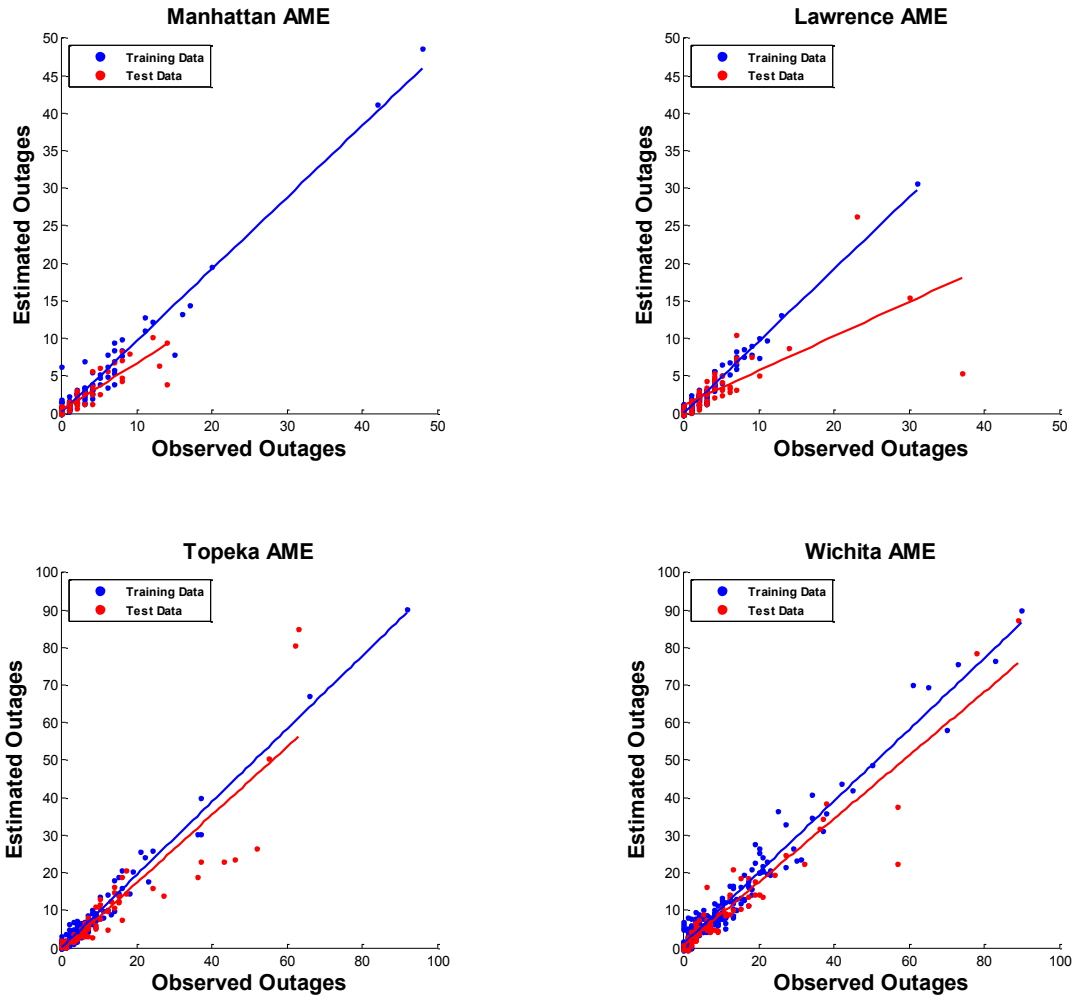 Manhattan AME
50
45
40
35
30
25
20
15
10
5
0
Estimated Outages
Training Data
Test Data
0 10 20 30 40 50
Observed Outages
Lawrence AME
50
45
40
35
30
25
20
15
10
5
0
Estimated Outages
Training Data
Test Data
0 10 20 30 40 50
Observed Outages
Topeka AME
100
90
80
70
60
50
40
30
20
10
0
Estimated Outages
Training Data
Test Data
0 20 40 60 80 100
Observed Outages
Wichita AME
100
90
80
70
60
50
40
30
20
10
0
Estimated Outages
Training Data
Test Data
0 20 40 60 80 100
Observed Outages